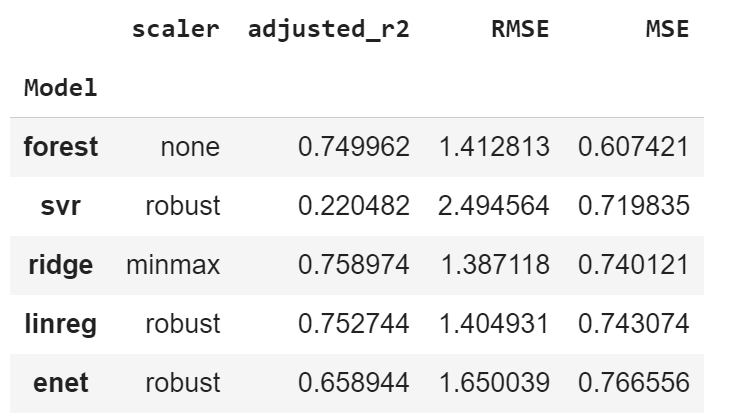 scaler adjusted_r2 RMSE MSE
Model
forest none 0.749962 1.412813 0.607421
svr robust 0.220482 2.494564 0.719835
ridge minmax 0.758974 1.387118 0.740121
linreg robust 0.752744 1.404931 0.743074
enet robust 0.658944 1.650039 0.766556